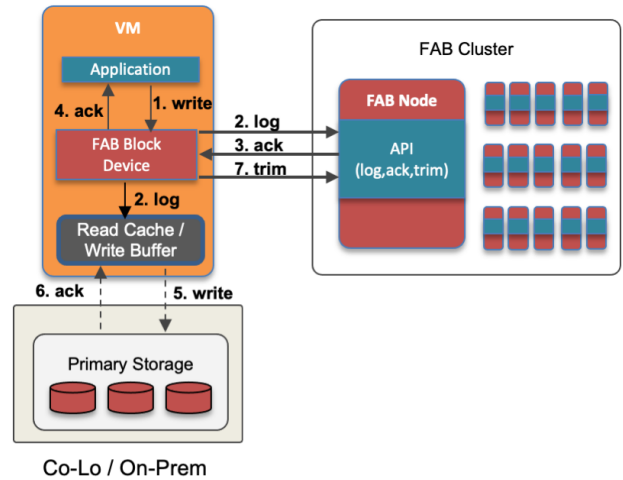 VM
FAB Cluster
Application
4. ack
1. write
FAB Node
2. log
FAB Block
Device
3. ack
API
(log,ack,trim)
7. trim
2. log
Read Cache /
Write Buffer
6. ack
5. write
Primary Storage
Co-Lo / On-Prem